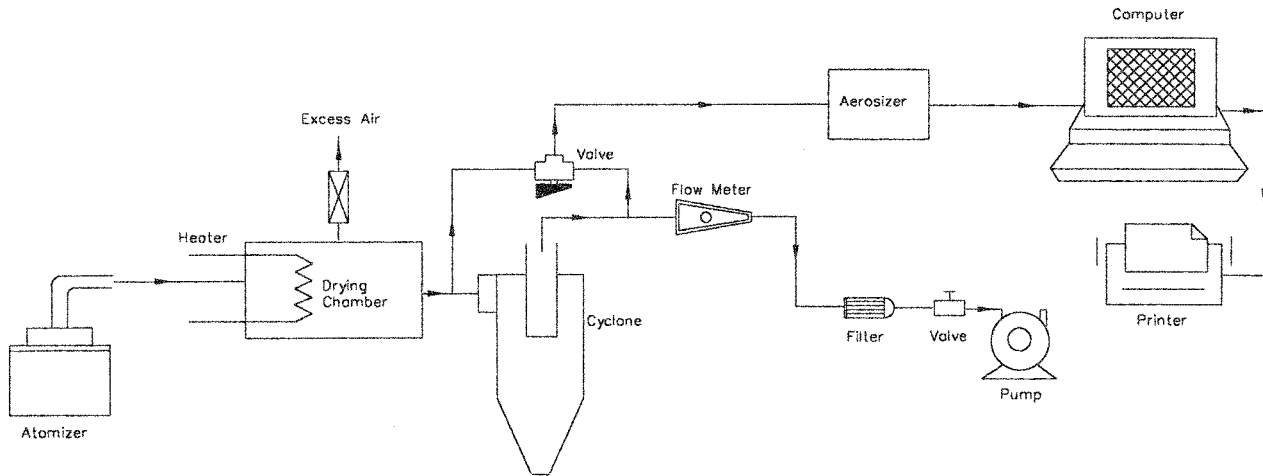 Computer
Aerosizer
Excess Air
Valve
Flow Meter
Heater
Drying
Chamber
Cyclone
Filter
Valve
Printer
Pump
Atomizer